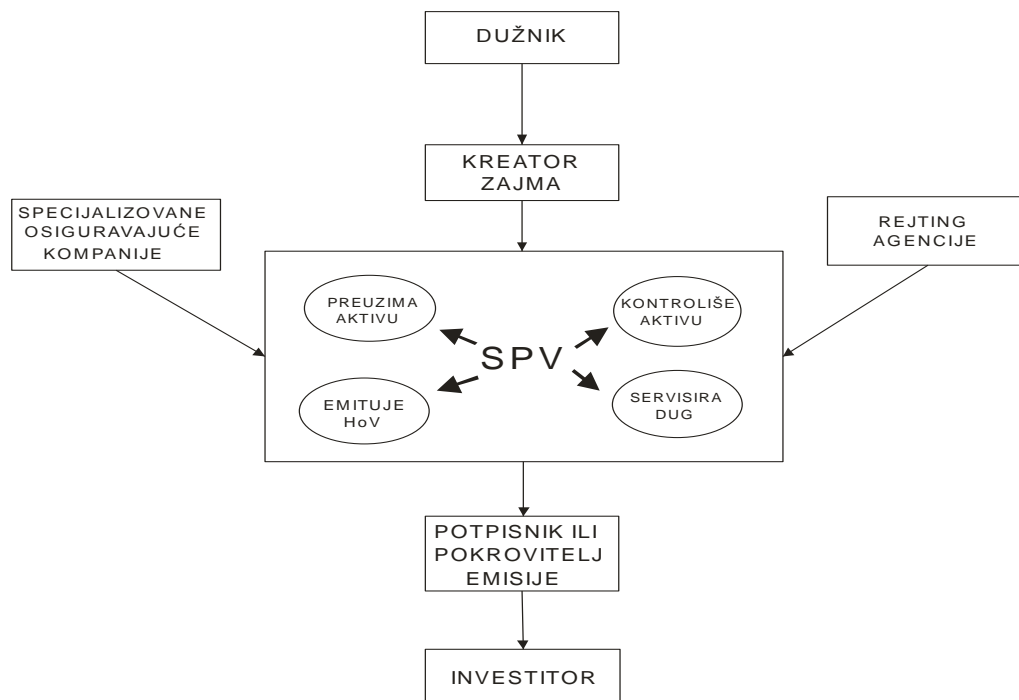 DUŽNIK
KREATOR
ZAJMA
SPECIJALIZOVANE
OSIGURAVAJUĆE
KOMPANIJE
REJTING
AGENCIJE
PREUZIMA
AKTIVU
KONTROLIŠE
AKTIVU
SPV
EMITUJE
HoV
SERVISIRA
DUG
POTPISNIK ILI
POKROVITELJ
EMISIJE
INVESTITOR